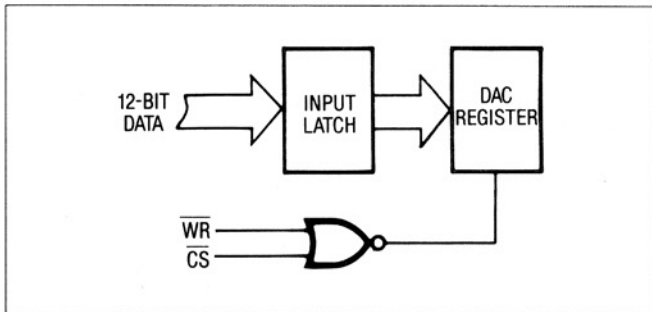 12-BIT
DATA
INPUT
LATCH
DAC
REGISTER
WR
CS